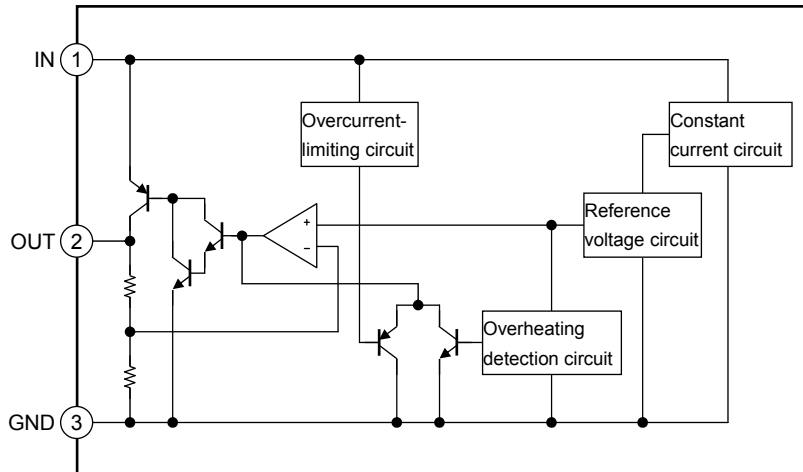 IN 1
Overcurrent-
limiting circuit
Constant
current circuit
OUT 2
+
−
Reference
voltage circuit
Overheating
detection circuit
GND 3